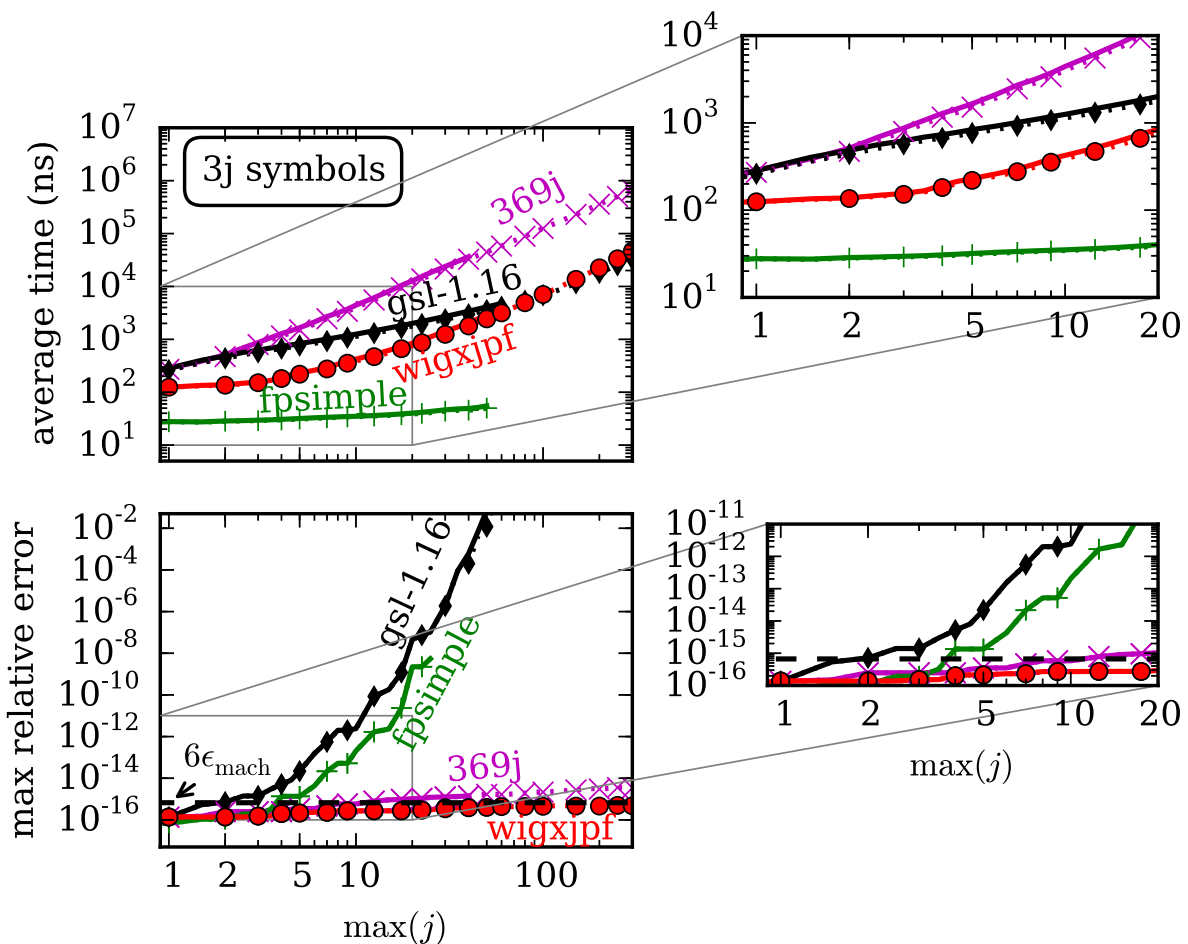 average time (ns)
10^7
10^6
10^5
10^4
10^3
10^2
10^1
3j symbols
369j
gsl-1.16
wigxjpf
fpsimple
10^4
10^3
10^2
10^1
1 2 5 10 20
max relative error
10^-2
10^-4
10^-6
10^-8
10^-10
10^-12
10^-14
10^-16
gsl-1.16
fpsimple
6ϵ_mach
369j
wigxjpf
1 2 5 10 100
max(j)
10^-11
10^-12
10^-13
10^-14
10^-15
10^-16
1 2 5 10 20
max(j)